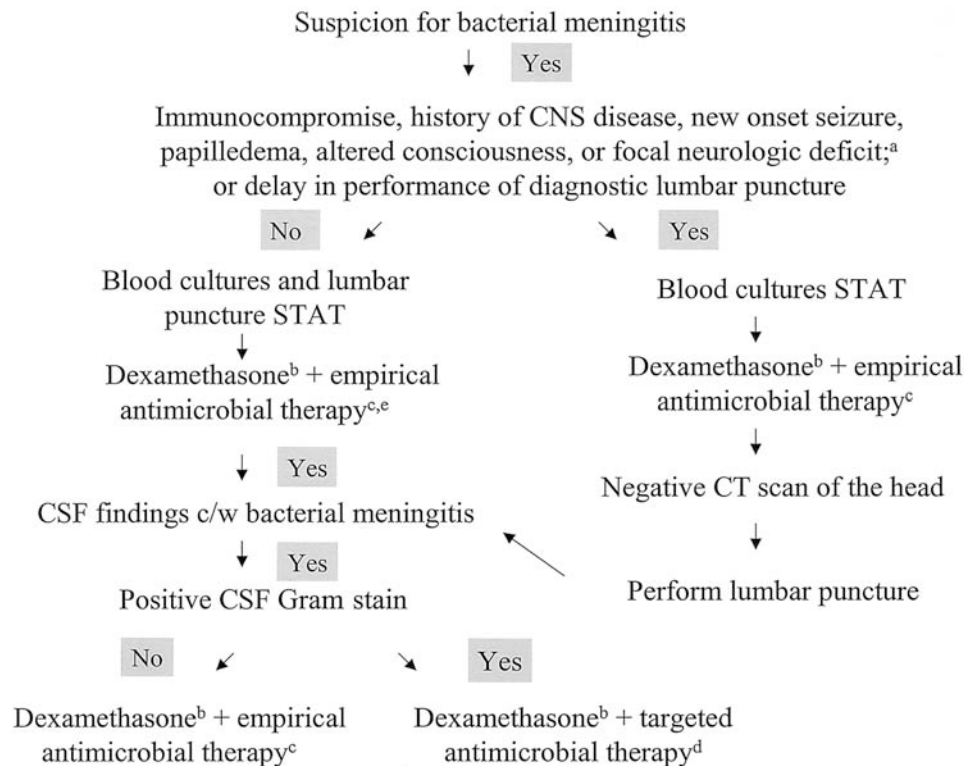 Suspicion for bacterial meningitis
Yes
Immunocompromise, history of CNS disease, new onset seizure,
papilledema, altered consciousness, or focal neurologic deficit;ᵃ
or delay in performance of diagnostic lumbar puncture
No
Yes
Blood cultures and lumbar
puncture STAT
Blood cultures STAT
Dexamethasoneᵇ + empirical
antimicrobial therapyᶜ,ᵉ
Dexamethasoneᵇ + empirical
antimicrobial therapyᶜ
Yes
Negative CT scan of the head
CSF findings c/w bacterial meningitis
Yes
Perform lumbar puncture
Positive CSF Gram stain
No
Yes
Dexamethasoneᵇ + empirical
antimicrobial therapyᶜ
Dexamethasoneᵇ + targeted
antimicrobial therapyᵈ